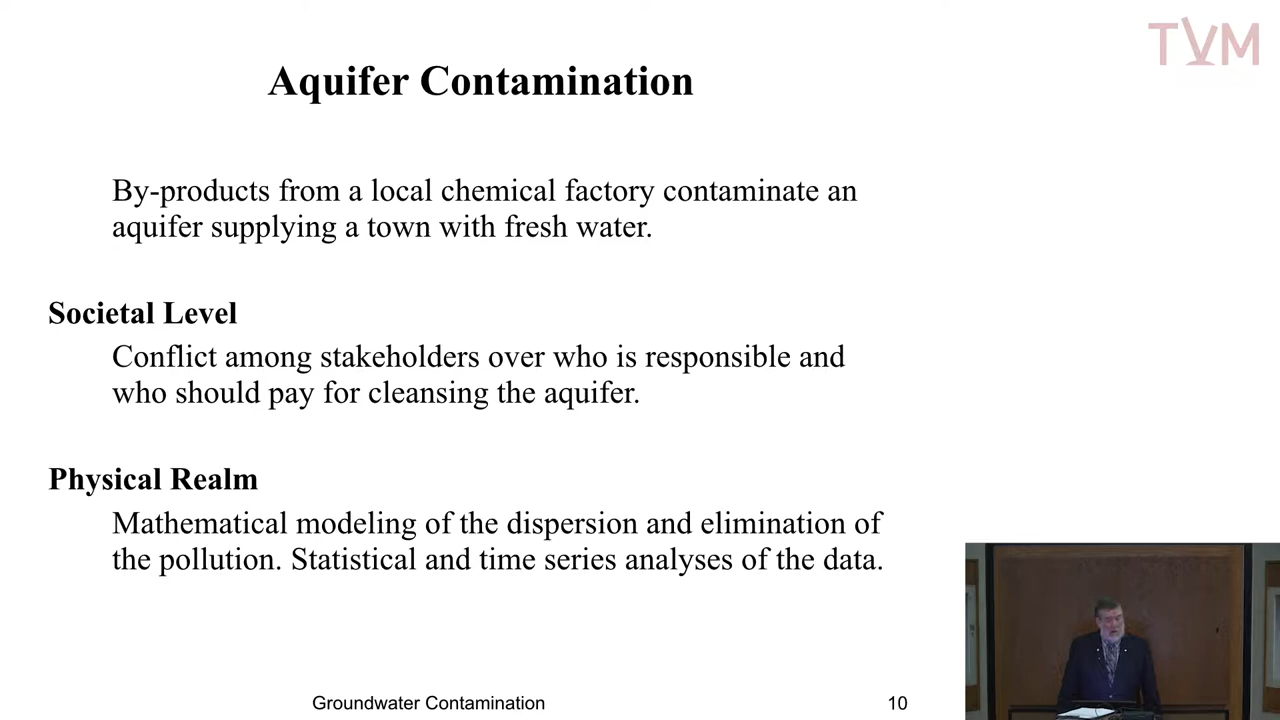 TVM
Aquifer Contamination
By-products from a local chemical factory contaminate an
aquifer supplying a town with fresh water.
Societal Level
Conflict among stakeholders over who is responsible and
who should pay for cleansing the aquifer.
Physical Realm
Mathematical modeling of the dispersion and elimination of
the pollution. Statistical and time series analyses of the data.
Groundwater Contamination
10